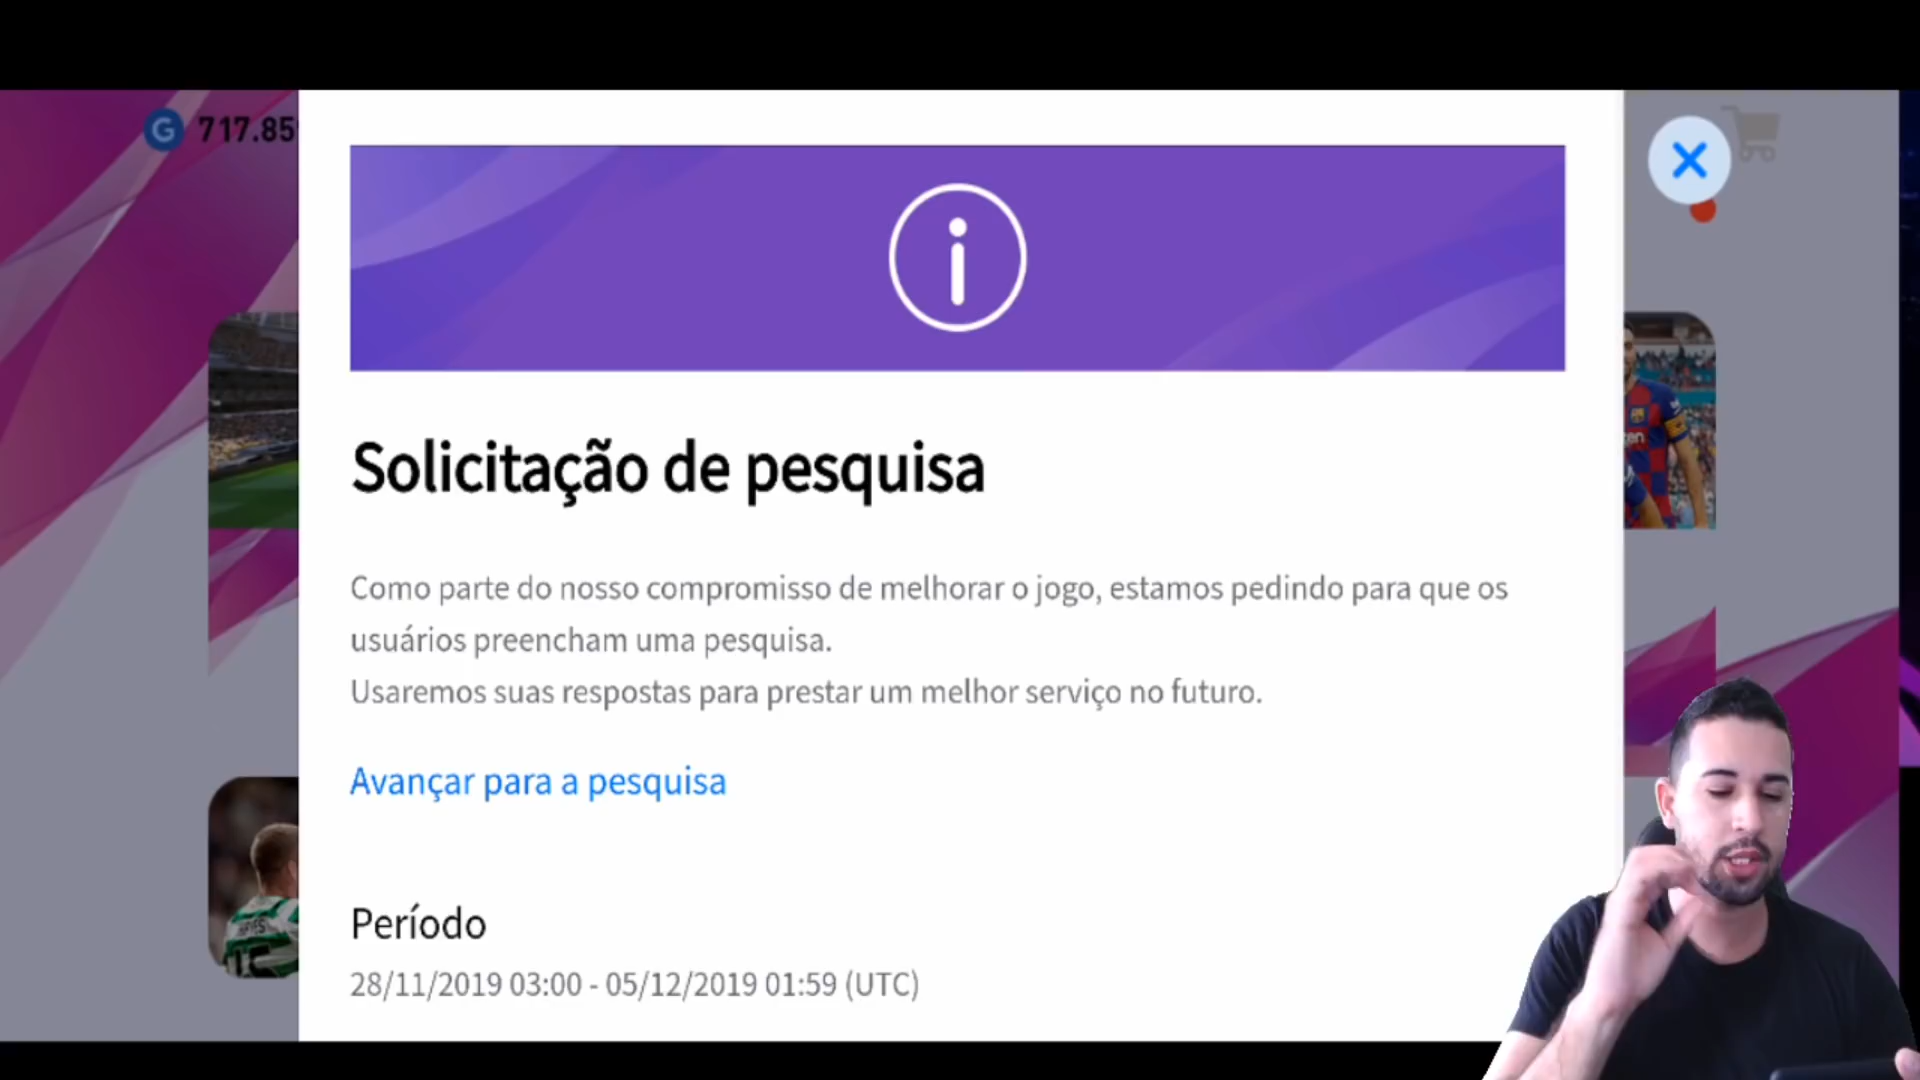 G 717.859
Solicitação de pesquisa
Como parte do nosso compromisso de melhorar o jogo, estamos pedindo para que os
usuários preencham uma pesquisa.
Usaremos suas respostas para prestar um melhor serviço no futuro.
Avançar para a pesquisa
Período
28/11/2019 03:00 - 05/12/2019 01:59 (UTC)
15